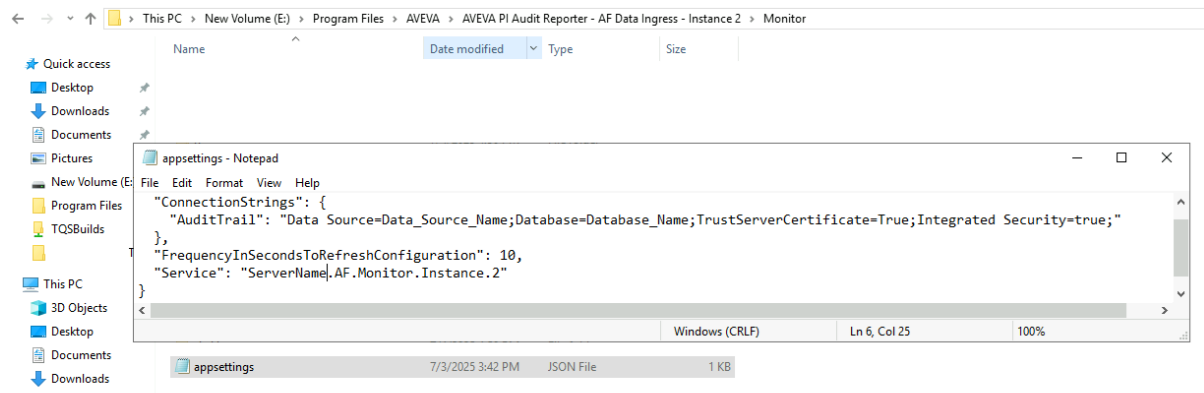 This PC > New Volume (E:) > Program Files > AVEVA > AVEVA PI Audit Reporter - AF Data Ingress - Instance 2 > Monitor
Name Date modified Type Size
Quick access
Desktop
Downloads
Documents
Pictures
New Volume (E:
Program Files
TQSBuilds
T
This PC
3D Objects
Desktop
Documents
Downloads
appsettings - Notepad
File Edit Format View Help
"ConnectionStrings": {
"AuditTrail": "Data Source=Data_Source_Name;Database=Database_Name;TrustServerCertificate=True;Integrated Security=true;"
},
"FrequencyInSecondsToRefreshConfiguration": 10,
"Service": "ServerName.AF.Monitor.Instance.2"
}
Windows (CRLF) Ln 6, Col 25 100%
appsettings 7/3/2025 3:42 PM JSON File 1 KB